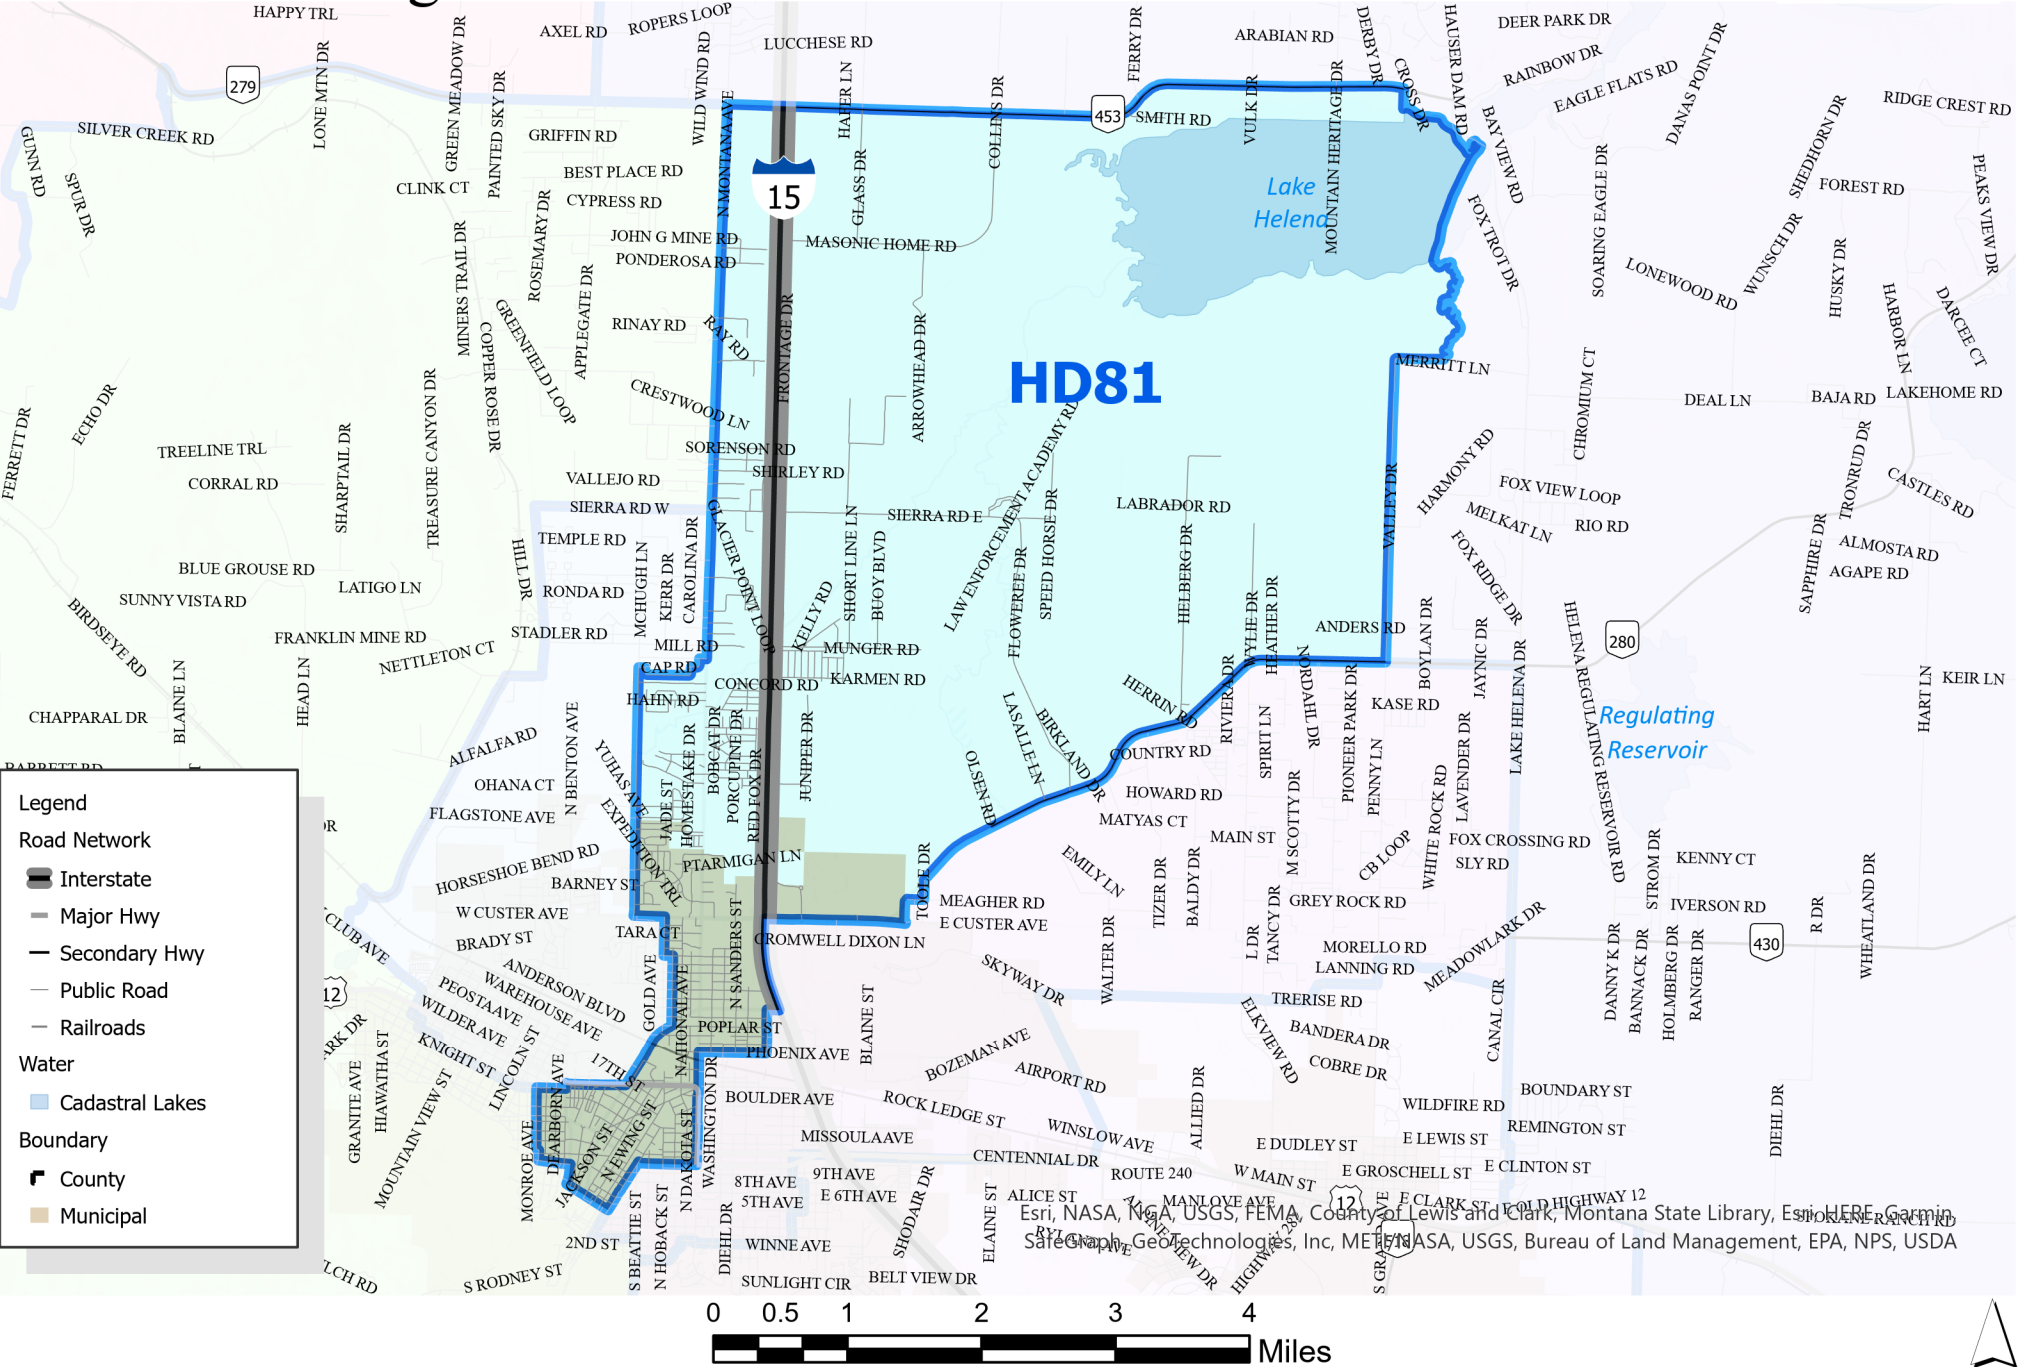 HAPPY TRL
AXEL RD
ROPERS LOOP
LUCCHESE RD
ARABIAN RD
DEER PARK DR
279
LONE MTN DR
GREEN MEADOW DR
PAINTED SKY DR
WILD WIND RD
HAFER LN
COLLINS DR
FERRY DR
VULK DR
MOUNTAIN HERITAGE DR
DERBY DR
CROSS DR
HAUSER DAM RD
RAINBOW DR
EAGLE FLATS RD
DANAS POINT DR
RIDGE CREST RD
453
SMITH RD
SILVER CREEK RD
GUNN RD
SPUR DR
GRIFFIN RD
BEST PLACE RD
CLINK CT
CYPRESS RD
N MONTANA AVE
15
GLASS DR
Lake
Helena
BAY VIEW RD
FOX TROT DR
SOARING EAGLE DR
SHEDHORN DR
FOREST RD
PEAKS VIEW DR
WUNSCH DR
HUSKY DR
LONEWOOD RD
HARBOR LN
DARCEE CT
JOHN G MINE RD
PONDEROSA RD
MASONIC HOME RD
ROSEMARY DR
MINERS TRAIL DR
APPLEGATE DR
GREENFIELD LOOP
COPPER ROSE DR
RINAY RD
RAY RD
FRONTAGE DR
ARROWHEAD DR
HD81
MERRITT LN
CHROMIUM CT
DEAL LN
BAJA RD
LAKEHOME RD
FERRETT DR
ECHO DR
TREELINE TRL
CORRAL RD
SHARPTAIL DR
TREASURE CANYON DR
CRESTWOOD LN
SORENSON RD
SHIRLEY RD
VALLEJO RD
SIERRA RD W
SIERRA RD E
LAW ENFORCEMENT ACADEMY RD
SPEED HORSE DR
FLOWEREE DR
LABRADOR RD
HELBERG DR
VALLEY DR
HARMONY RD
FOX VIEW LOOP
MELKAT LN
RIO RD
TRONRUD DR
CASTLES RD
SAPPHIRE DR
ALMOSTA RD
AGAPE RD
TEMPLE RD
HILL DR
MCHUGH LN
KERR DR
CAROLINA DR
GLACIER POINT LOOP
KELLY RD
SHORT LINE LN
BUOY BLVD
BLUE GROUSE RD
LATIGO LN
SUNNY VISTA RD
BIRDSEYE RD
RONDA RD
FRANKLIN MINE RD
NETTLETON CT
STADLER RD
MILL RD
CAP RD
MUNGER RD
KARMEN RD
CONCORD RD
HAHN RD
WYLIE DR
HEATHER DR
ANDERS RD
BOYLAN DR
JAYNIC DR
FOX RIDGE DR
LAKE HELENA DR
HELENA REGULATING RESERVOIR RD
280
Regulating
Reservoir
HART LN
KEIR LN
CHAPPARAL DR
BLAINE LN
HEAD LN
ALFALFA RD
N BENTON AVE
YUHAS AVE
JADE ST
HOMESTAKE DR
BOBCAT DR
PORCUPINE DR
RED FOX DR
JUNIPER DR
LASALLE LN
BIRKLAND DR
OLSEN RD
HERRIN RD
RIVIERA DR
SPIRIT LN
NORDAHL DR
PIONEER PARK DR
PENNY LN
KASE RD
LAVENDER DR
COUNTRY RD
HOWARD RD
MATYAS CT
MAIN ST
M SCOTTY DR
CB LOOP
WHITE ROCK RD
FOX CROSSING RD
SLY RD
STROM DR
KENNY CT
IVERSON RD
R DR
WHEATLAND DR
BARRETT RD
OHANA CT
FLAGSTONE AVE
EXPEDITION TRL
HORSESHOE BEND RD
BARNEY ST
W CUSTER AVE
BRADY ST
TARA CT
PTARMIGAN LN
N SANDERS ST
CROMWELL DIXON LN
TOOLE DR
MEAGHER RD
E CUSTER AVE
EMILY LN
TIZER DR
BALDY DR
GREY ROCK RD
L DR
TANCY DR
MORELLO RD
LANNING RD
MEADOWLARK DR
430
DANNY K DR
BANNACK DR
HOLMBERG DR
RANGER DR
Legend
Road Network
Interstate
Major Hwy
Secondary Hwy
Public Road
Railroads
Water
Cadastral Lakes
Boundary
County
Municipal
CLUB AVE
12
ANDERSON BLVD
WAREHOUSE AVE
PEOSTA AVE
WILDER AVE
KNIGHT ST
LINCOLN ST
GOLD AVE
NATIONAL AVE
POPLAR ST
PHOENIX AVE
BLAINE ST
SKYWAY DR
WALTER DR
TRERISE RD
ELKVIEW RD
BANDERA DR
COBRE DR
CANAL CIR
ARK DR
GRANITE AVE
HIAWATHA ST
MOUNTAIN VIEW ST
17TH ST
DEARBORN AVE
MONROE AVE
JACKSON ST
N EWING ST
N DAKOTA ST
WASHINGTON DR
BOULDER AVE
BOZEMAN AVE
AIRPORT RD
ROCK LEDGE ST
WINSLOW AVE
ALLIED DR
BOUNDARY ST
WILDFIRE RD
REMINGTON ST
DIEHL DR
MISSOULA AVE
CENTENNIAL DR
E DUDLEY ST
E LEWIS ST
ROUTE 240
W MAIN ST
E GROSCHELL ST
E CLINTON ST
8TH AVE
9TH AVE
5TH AVE
E 6TH AVE
SHODAIR DR
ELAINE ST
ALICE ST
MANLOVE AVE
ALPINE VIEW DR
RYLAND AVE
HIGHWAY 282
12
E CLARK ST
E OLD HIGHWAY 12
SPOKANE RANCH RD
518
2ND ST
S BEATTIE ST
N HOBACK ST
DIEHL DR
WINNE AVE
SUNLIGHT CIR
BELT VIEW DR
S RODNEY ST
LCH RD
Esri, NASA, NGA, USGS, FEMA, County of Lewis and Clark, Montana State Library, Esri, HERE, Garmin,
SafeGraph, GeoTechnologies, Inc, METI/NASA, USGS, Bureau of Land Management, EPA, NPS, USDA
0 0.5 1 2 3 4
Miles